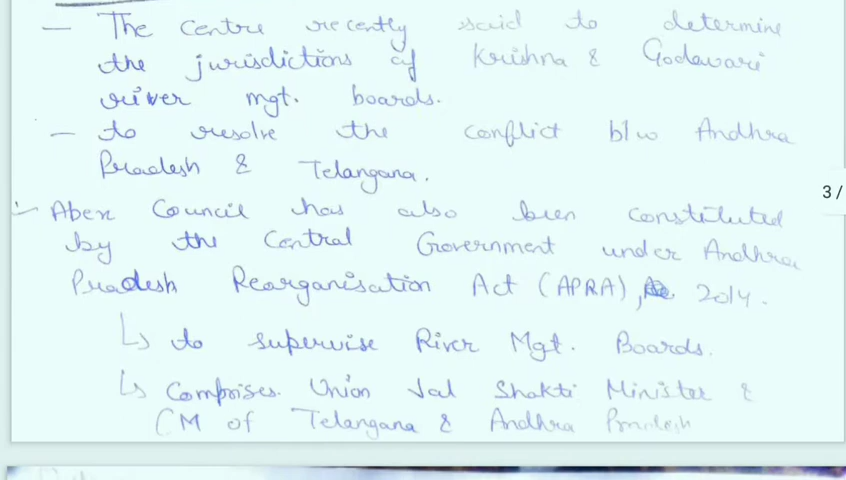 - The Centre recently said to determine
the jurisdictions of Krishna & Godavari
river mgt. boards.
- to resolve the conflict b/w Andhra
Pradesh & Telangana.
- Apex Council has also been constituted
by the Central Government under Andhra
Pradesh Reorganisation Act (APRA), 2014.
↳ to supervise River Mgt. Boards.
↳ Comprises Union Jal Shakti Minister &
CM of Telangana & Andhra Pradesh
3/